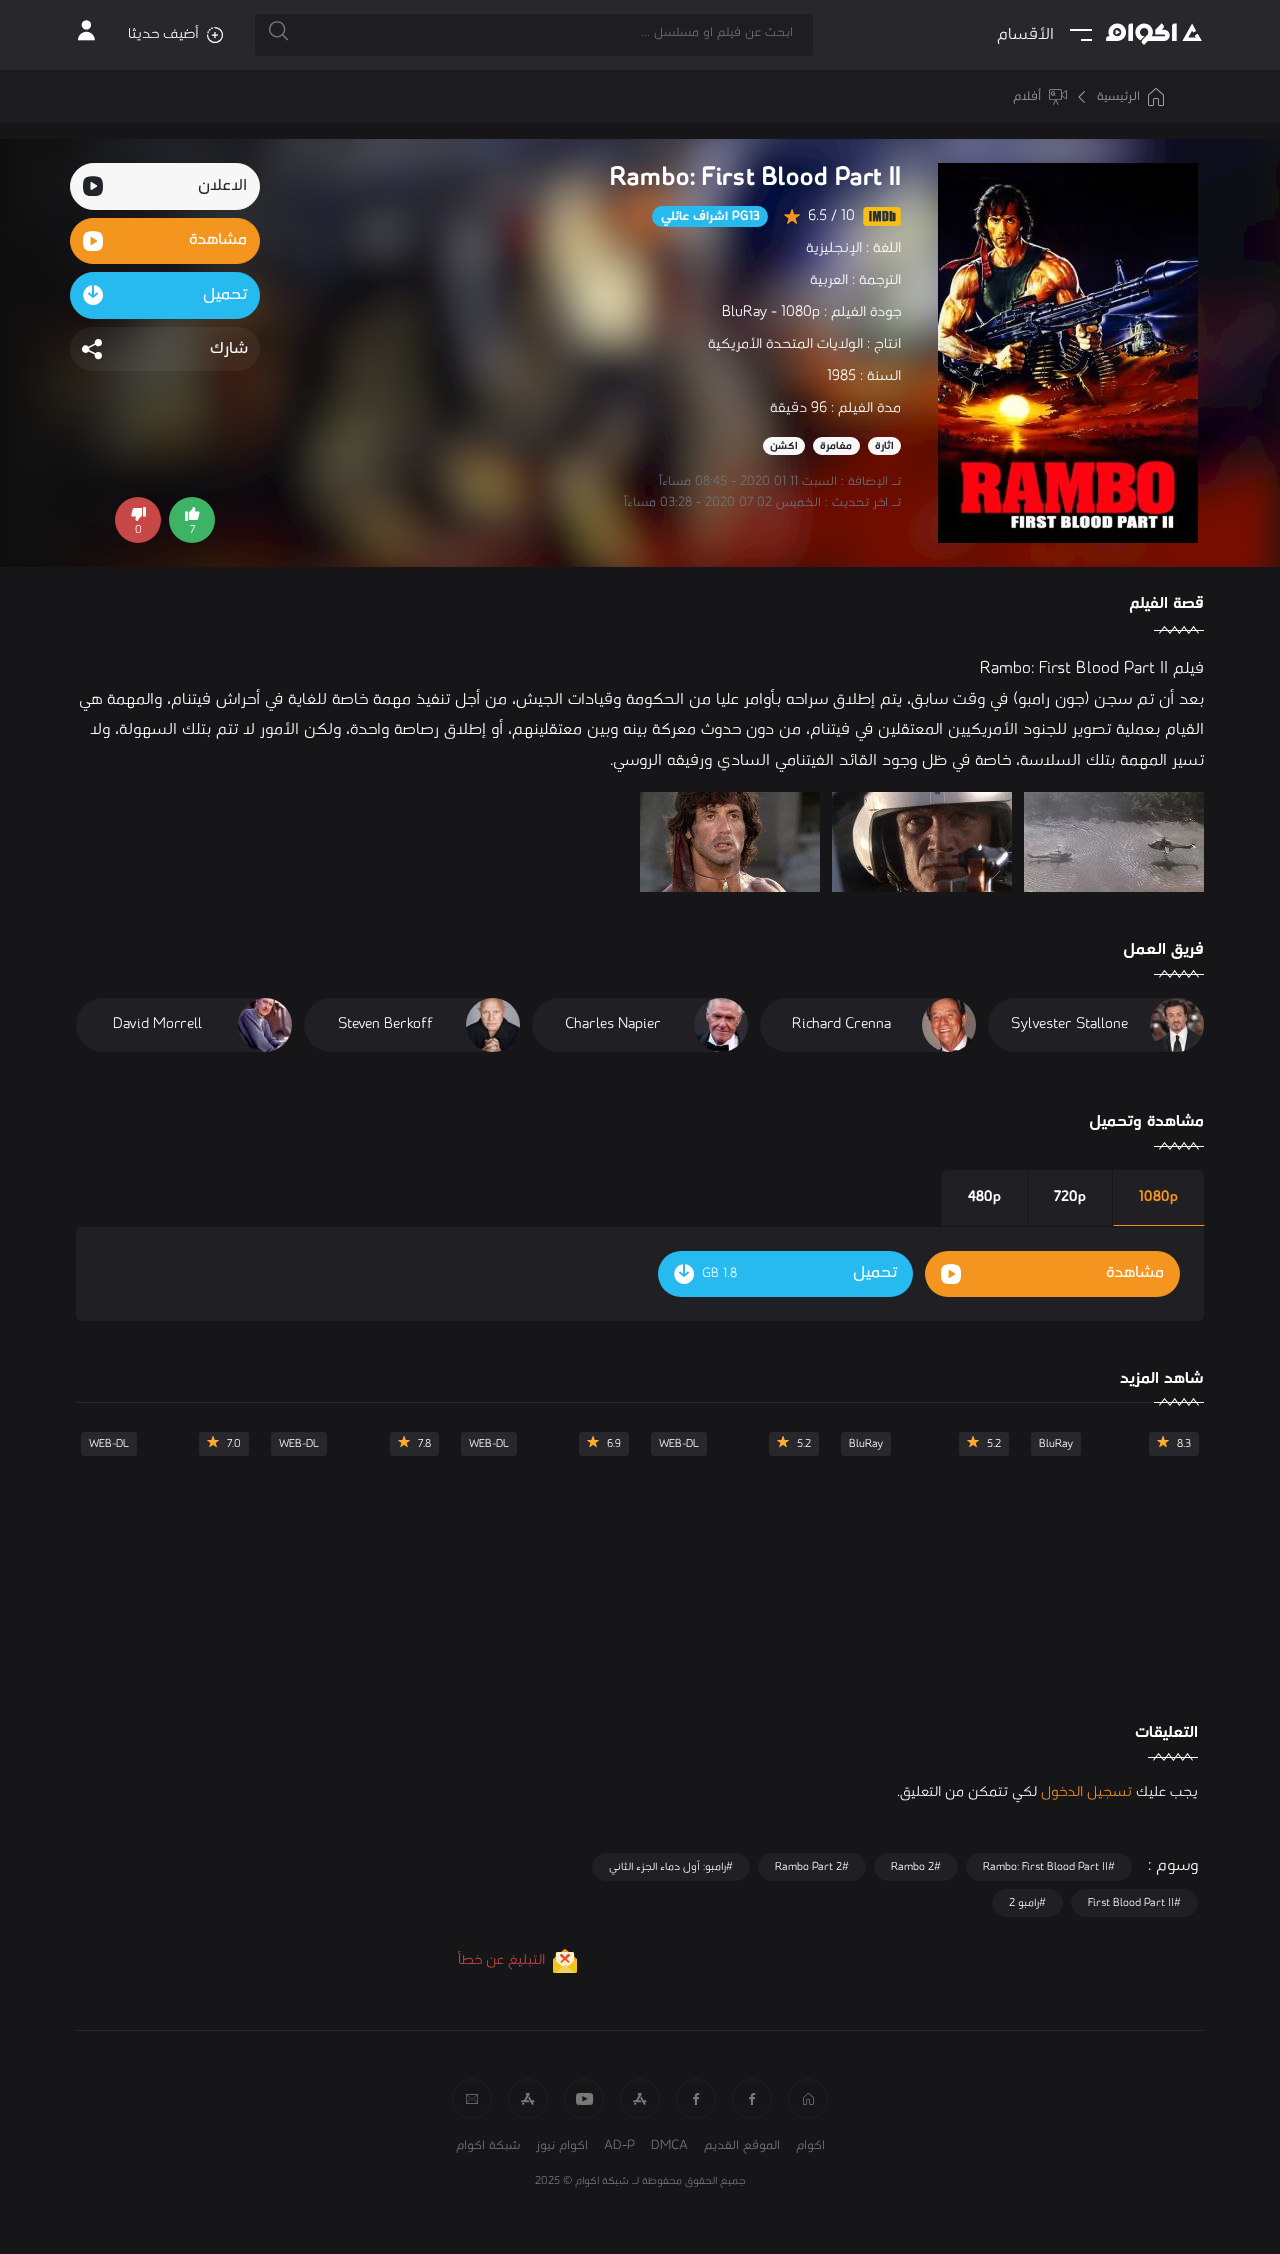 اكوام
الأقسام
ابحث عن فيلم او مسلسل ...
أضيف حديثا
الرئيسية
أفلام
RAMBO
FIRST BLOOD PART II
Rambo: First Blood Part II
IMDb 10 / 6.5
PG13 اشراف عائلي
اللغة : الإنجليزية
الترجمة : العربية
جودة الفيلم : BluRay - 1080p
انتاج : الولايات المتحدة الأمريكية
السنة : 1985
مدة الفيلم : 96 دقيقة
اثارة مغامرة اكشن
تـ الإضافة : السبت 11 01 2020 - 08:45 مساءاً
تـ اخر تحديث : الخميس 02 07 2020 - 03:28 مساءاً
الاعلان
مشاهدة
تحميل
شارك
7
0
قصة الفيلم
فيلم Rambo: First Blood Part II
بعد أن تم سجن (جون رامبو) في وقت سابق، يتم إطلاق سراحه بأوامر عليا من الحكومة وقيادات الجيش، من أجل تنفيذ مهمة خاصة للغاية في أحراش فيتنام، والمهمة هي
القيام بعملية تصوير للجنود الأمريكيين المعتقلين في فيتنام، من دون حدوث معركة بينه وبين معتقلينهم، أو إطلاق رصاصة واحدة، ولكن الأمور لا تتم بتلك السهولة، ولا
تسير المهمة بتلك السلاسة، خاصة في ظل وجود القائد الفيتنامي السادي ورفيقه الروسي.
فريق العمل
Sylvester Stallone
Richard Crenna
Charles Napier
Steven Berkoff
David Morrell
مشاهدة وتحميل
1080p
720p
480p
مشاهدة
تحميل
1.8 GB
شاهد المزيد
8.3 BluRay
5.2 BluRay
5.2 WEB-DL
6.9 WEB-DL
7.8 WEB-DL
7.0 WEB-DL
التعليقات
يجب عليك تسجيل الدخول لكي تتمكن من التعليق.
وسوم :
#Rambo: First Blood Part II
#Rambo 2
#Rambo Part 2
#رامبو: أول دماء الجزء الثاني
#First Blood Part II
#رامبو 2
التبليغ عن خطأ
اكوام
الموقع القديم
DMCA
AD-P
اكوام نيوز
شبكة اكوام
جميع الحقوق محفوظة لـ شبكة اكوام © 2025